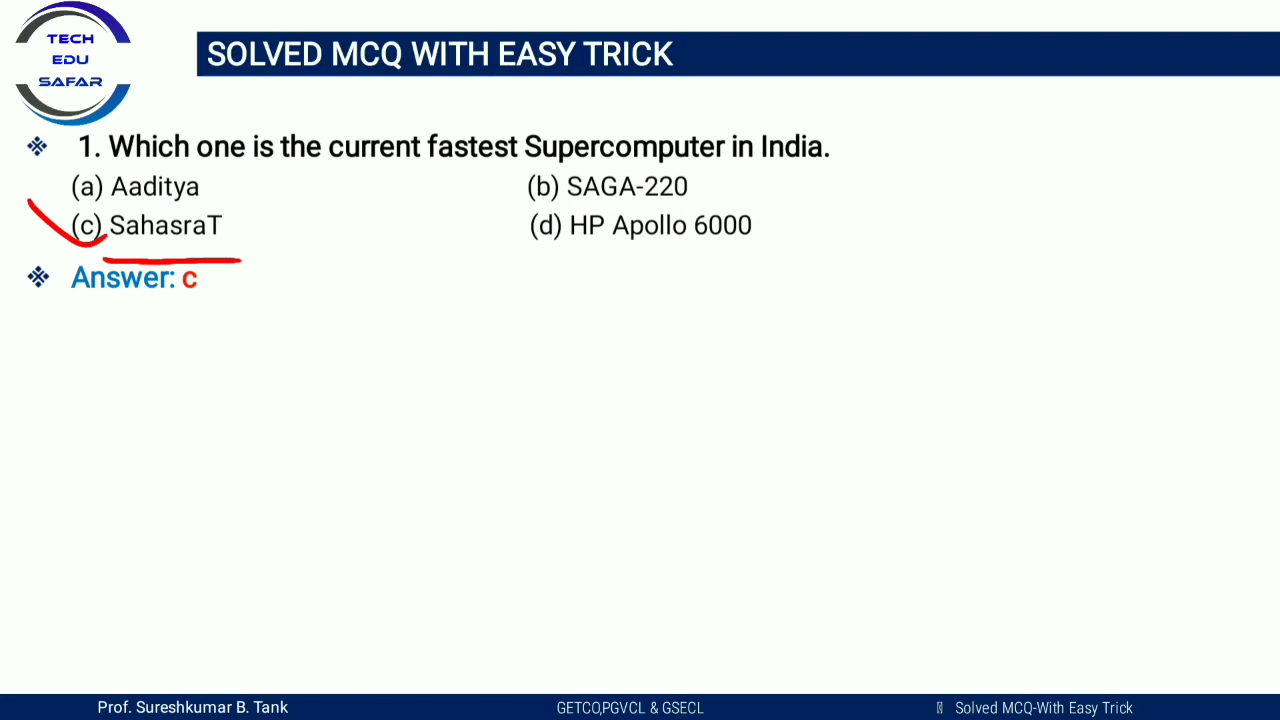 TECH
EDU
SAFAR
SOLVED MCQ WITH EASY TRICK
1. Which one is the current fastest Supercomputer in India.
(a) Aaditya (b) SAGA-220
(c) SahasraT (d) HP Apollo 6000
Answer: c
Prof. Sureshkumar B. Tank GETCO,PGVCL & GSECL Solved MCQ-With Easy Trick